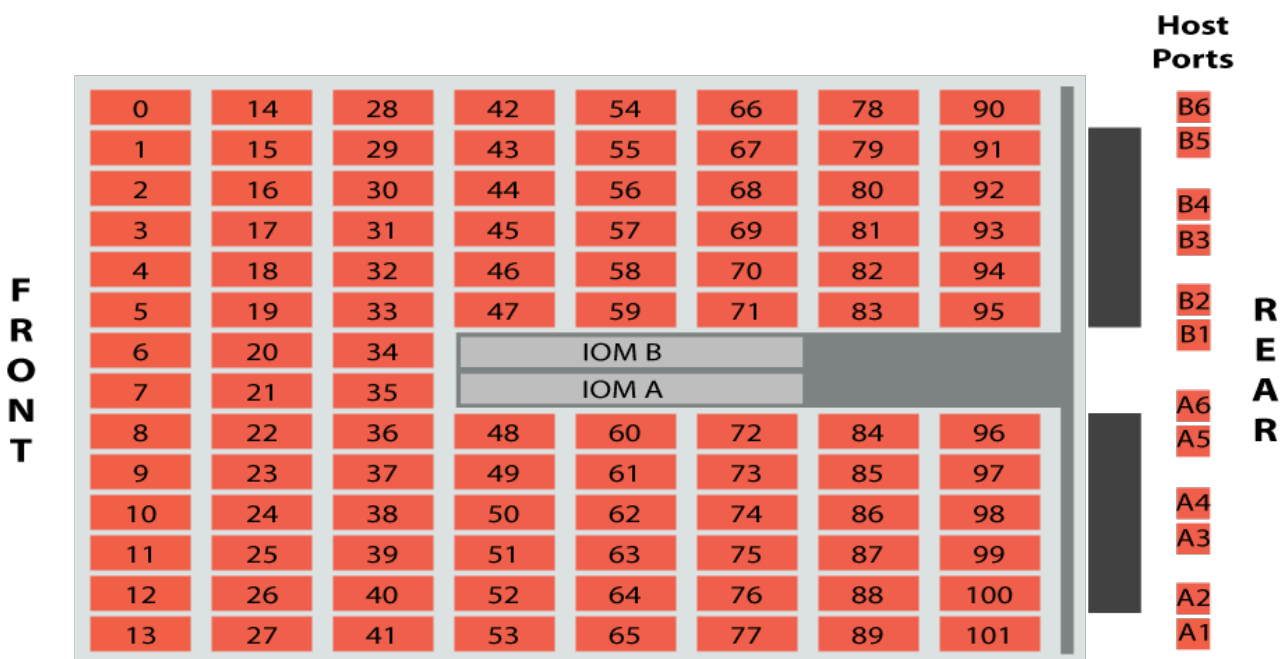 Host
Ports
0 14 28 42 54 66 78 90 B6
1 15 29 43 55 67 79 91 B5
2 16 30 44 56 68 80 92 B4
3 17 31 45 57 69 81 93 B3
4 18 32 46 58 70 82 94
5 19 33 47 59 71 83 95 B2
6 20 34 IOM B B1
7 21 35 IOM A A6
8 22 36 48 60 72 84 96 A5
9 23 37 49 61 73 85 97
10 24 38 50 62 74 86 98 A4
11 25 39 51 63 75 87 99 A3
12 26 40 52 64 76 88 100 A2
13 27 41 53 65 77 89 101 A1
FRONT
REAR